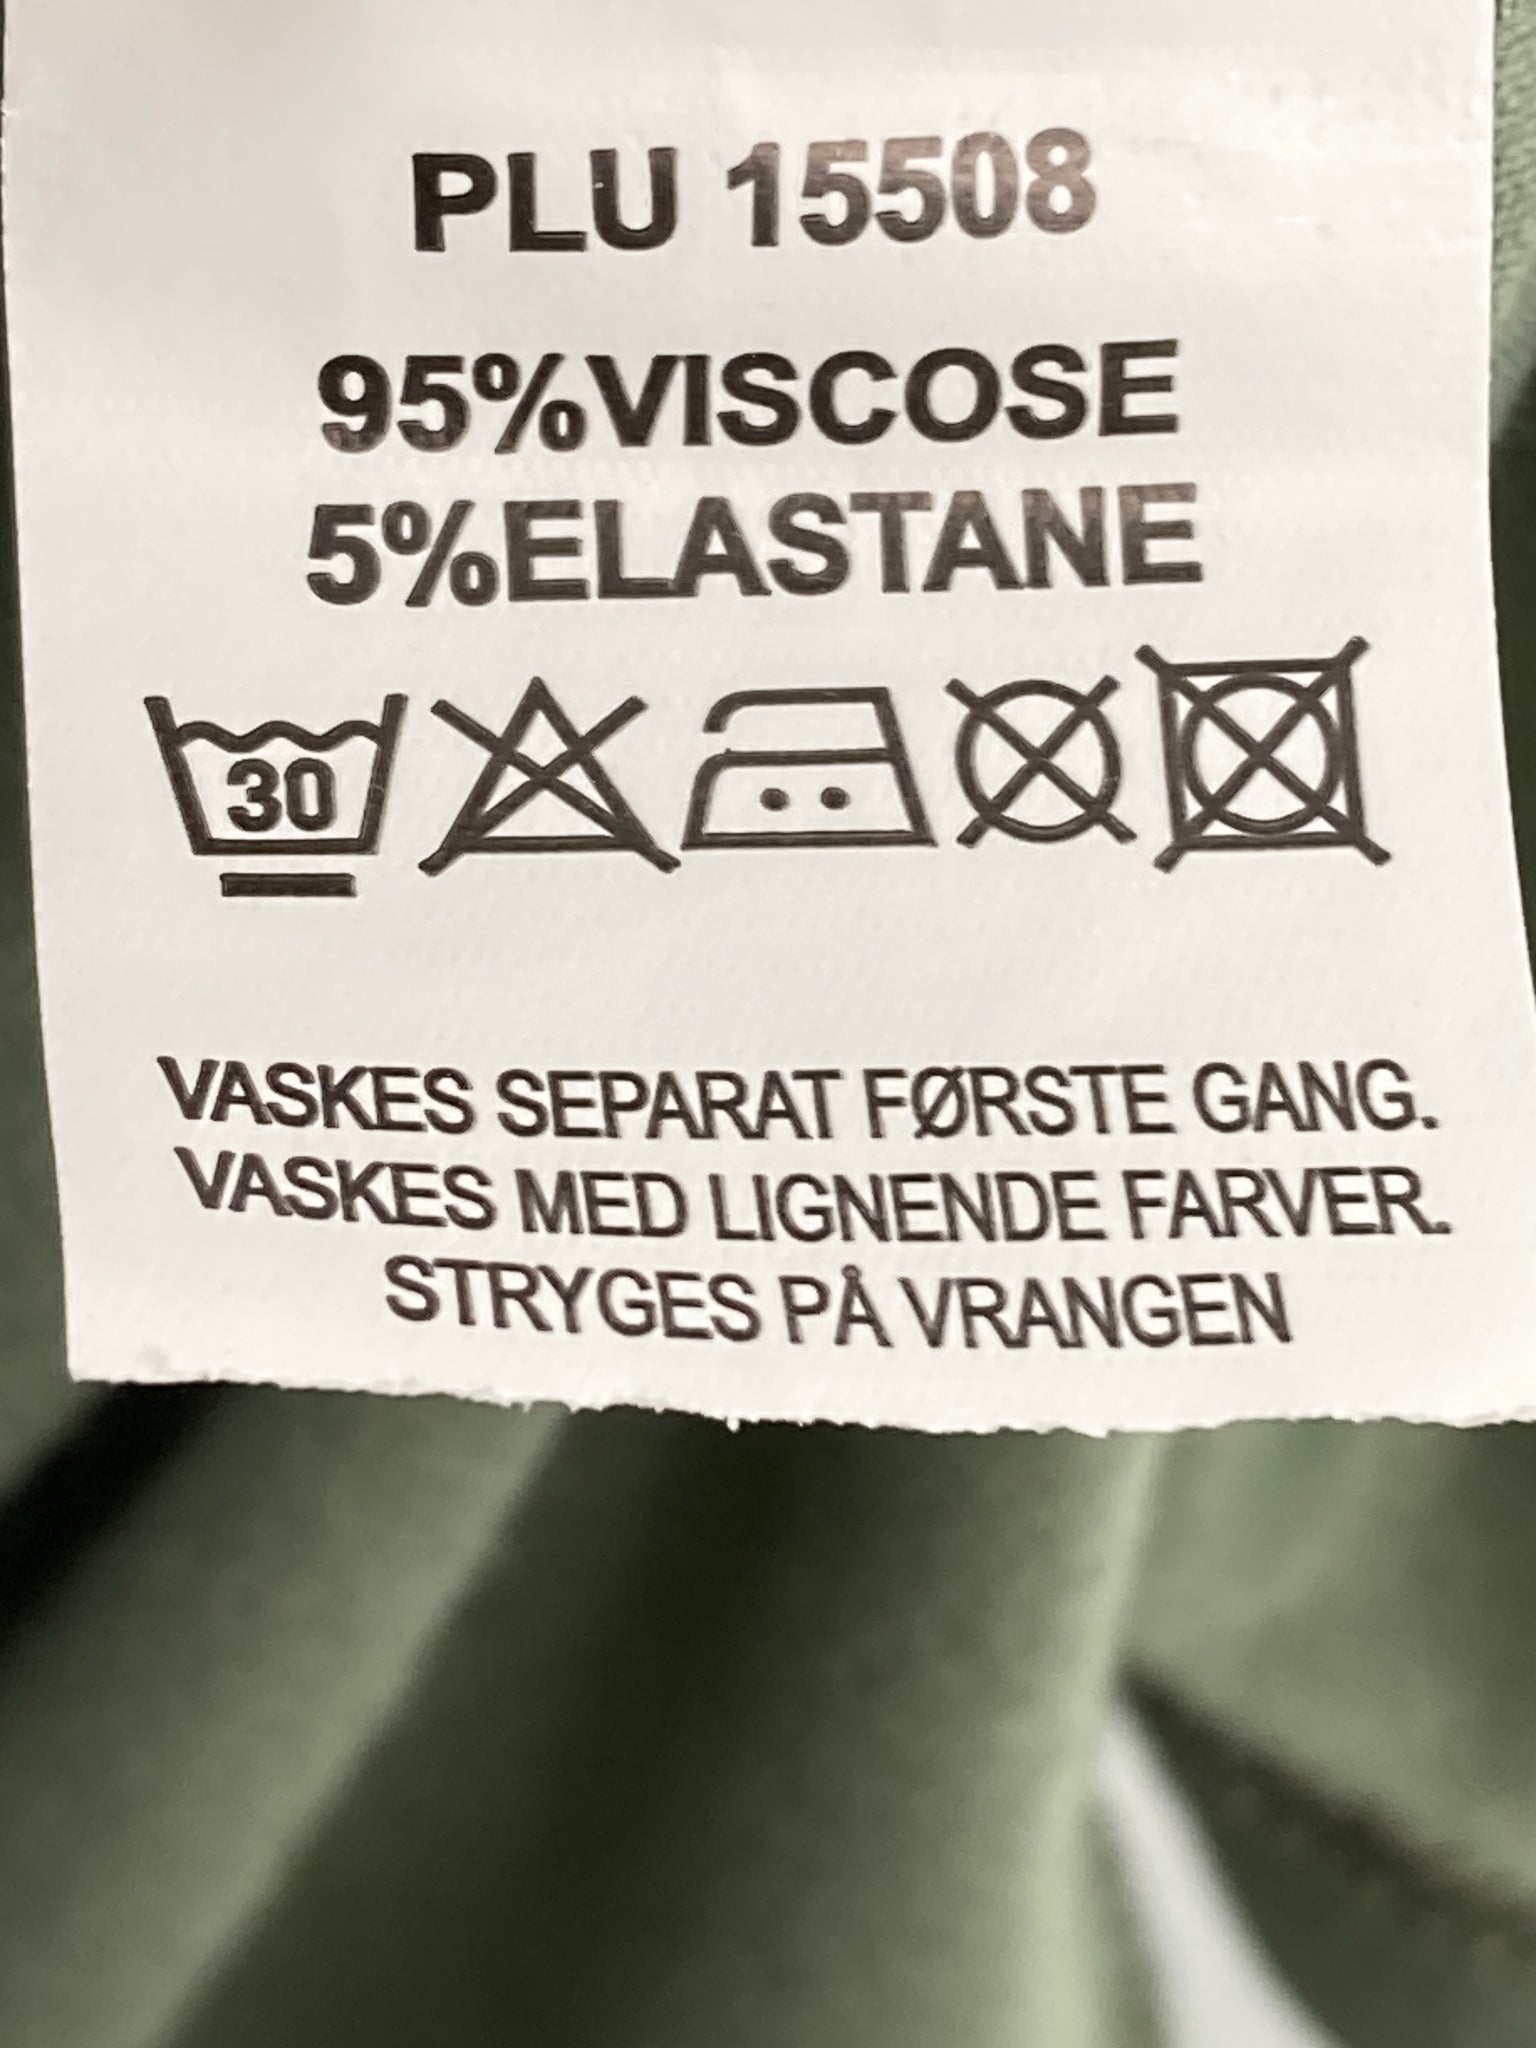 PLU 15508
95%VISCOSE
5%ELASTANE
30
VASKES SEPARAT FØRSTE GANG.
VASKES MED LIGNENDE FARVER.
STRYGES PÅ VRANGEN